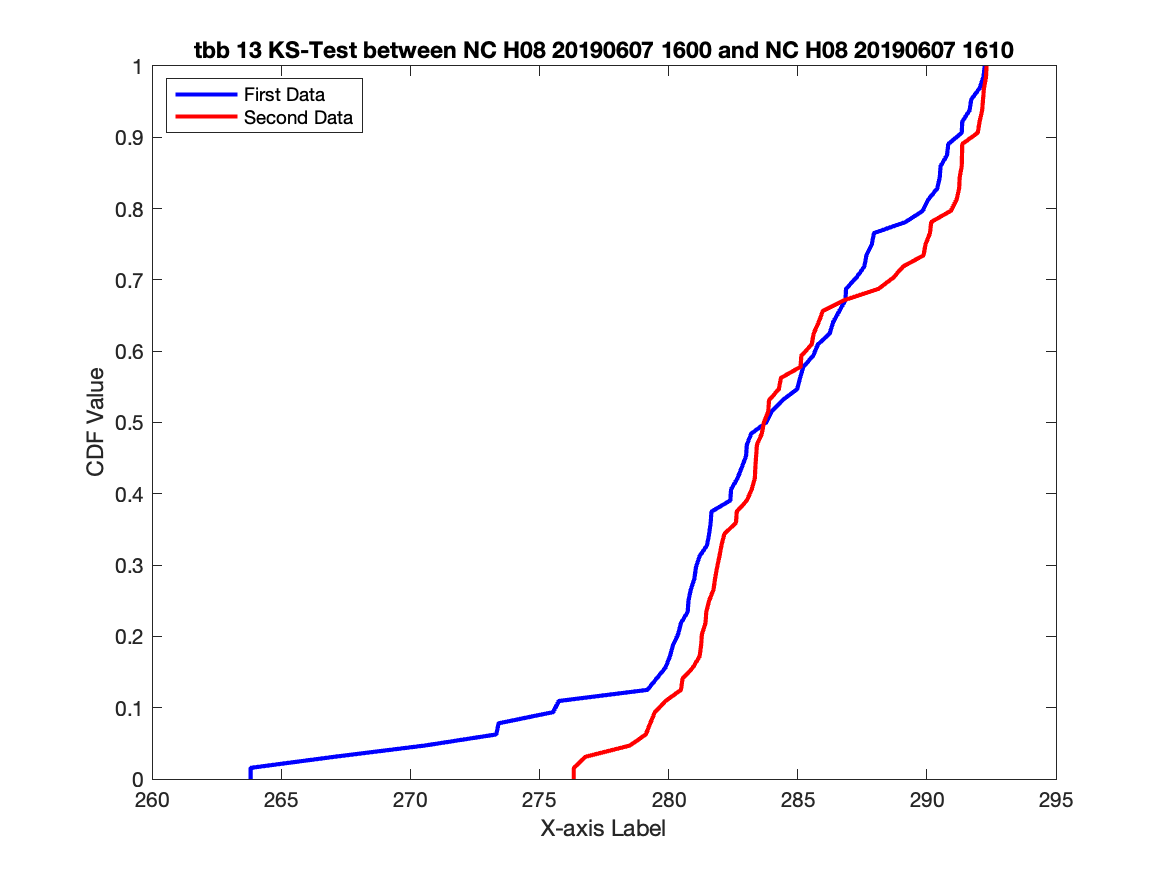 tbb 13 KS-Test between NC H08 20190607 1600 and NC H08 20190607 1610
First Data
Second Data
1
0.9
0.8
0.7
0.6
0.5
0.4
0.3
0.2
0.1
0
CDF Value
260 265 270 275 280 285 290 295
X-axis Label